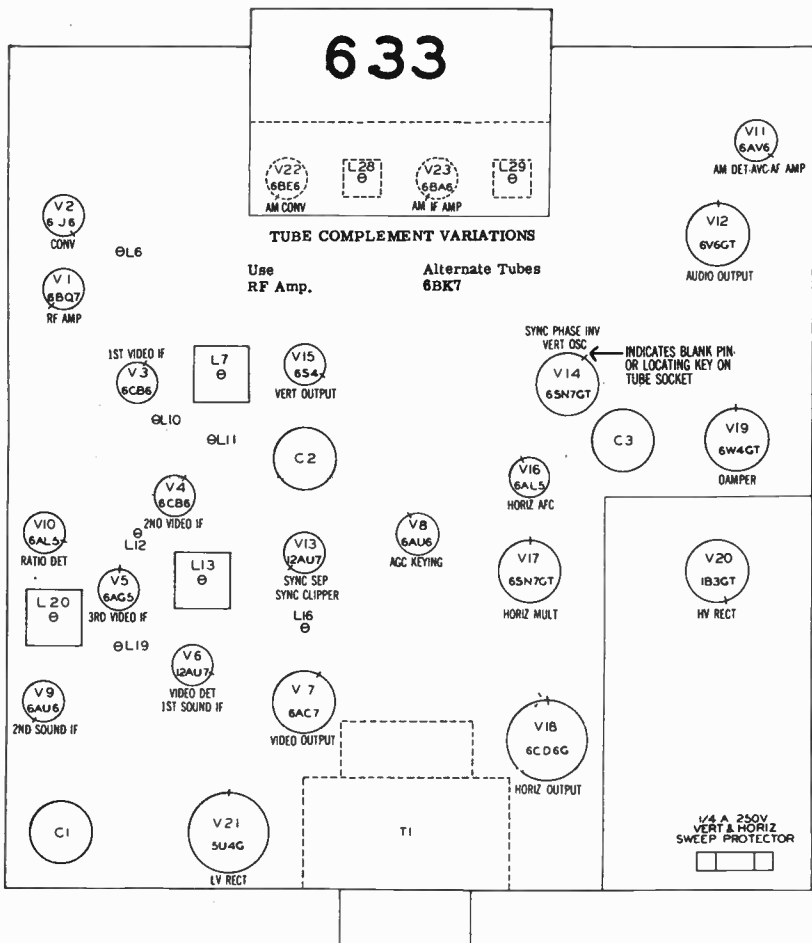 633
V22
6BE6
AM CONV
L28
V23
6BA6
AM IF AMP
L29
V11
6AV6
AM DET-AVC-AF AMP
V2
6J6
CONV
L6
TUBE COMPLEMENT VARIATIONS
Use Alternate Tubes
RF Amp. 6BK7
V12
6V6GT
AUDIO OUTPUT
V1
6BQ7
RF AMP
1ST VIDEO IF
V3
6CB6
L7
V15
6S4
VERT OUTPUT
SYNC PHASE INV
VERT OSC
V14
6SN7GT
INDICATES BLANK PIN
OR LOCATING KEY ON
TUBE SOCKET
L10
L11
C2
C3
V19
6W4GT
DAMPER
V4
6CB6
2ND VIDEO IF
V16
6AL5
HORIZ AFC
V10
6AL5
RATIO DET
L12
V13
12AU7
SYNC SEP
SYNC CLIPPER
V8
6AU6
AGC KEYING
V5
6AG5
3RD VIDEO IF
L13
V17
6SN7GT
HORIZ MULT
V20
1B3GT
HV RECT
L20
L16
L19
V6
12AU7
VIDEO DET
1ST SOUND IF
V9
6AU6
2ND SOUND IF
V7
6AC7
VIDEO OUTPUT
V18
6CD6G
HORIZ OUTPUT
C1
V21
5U4G
LV RECT
T1
1/4 A 250V
VERT & HORIZ
SWEEP PROTECTOR